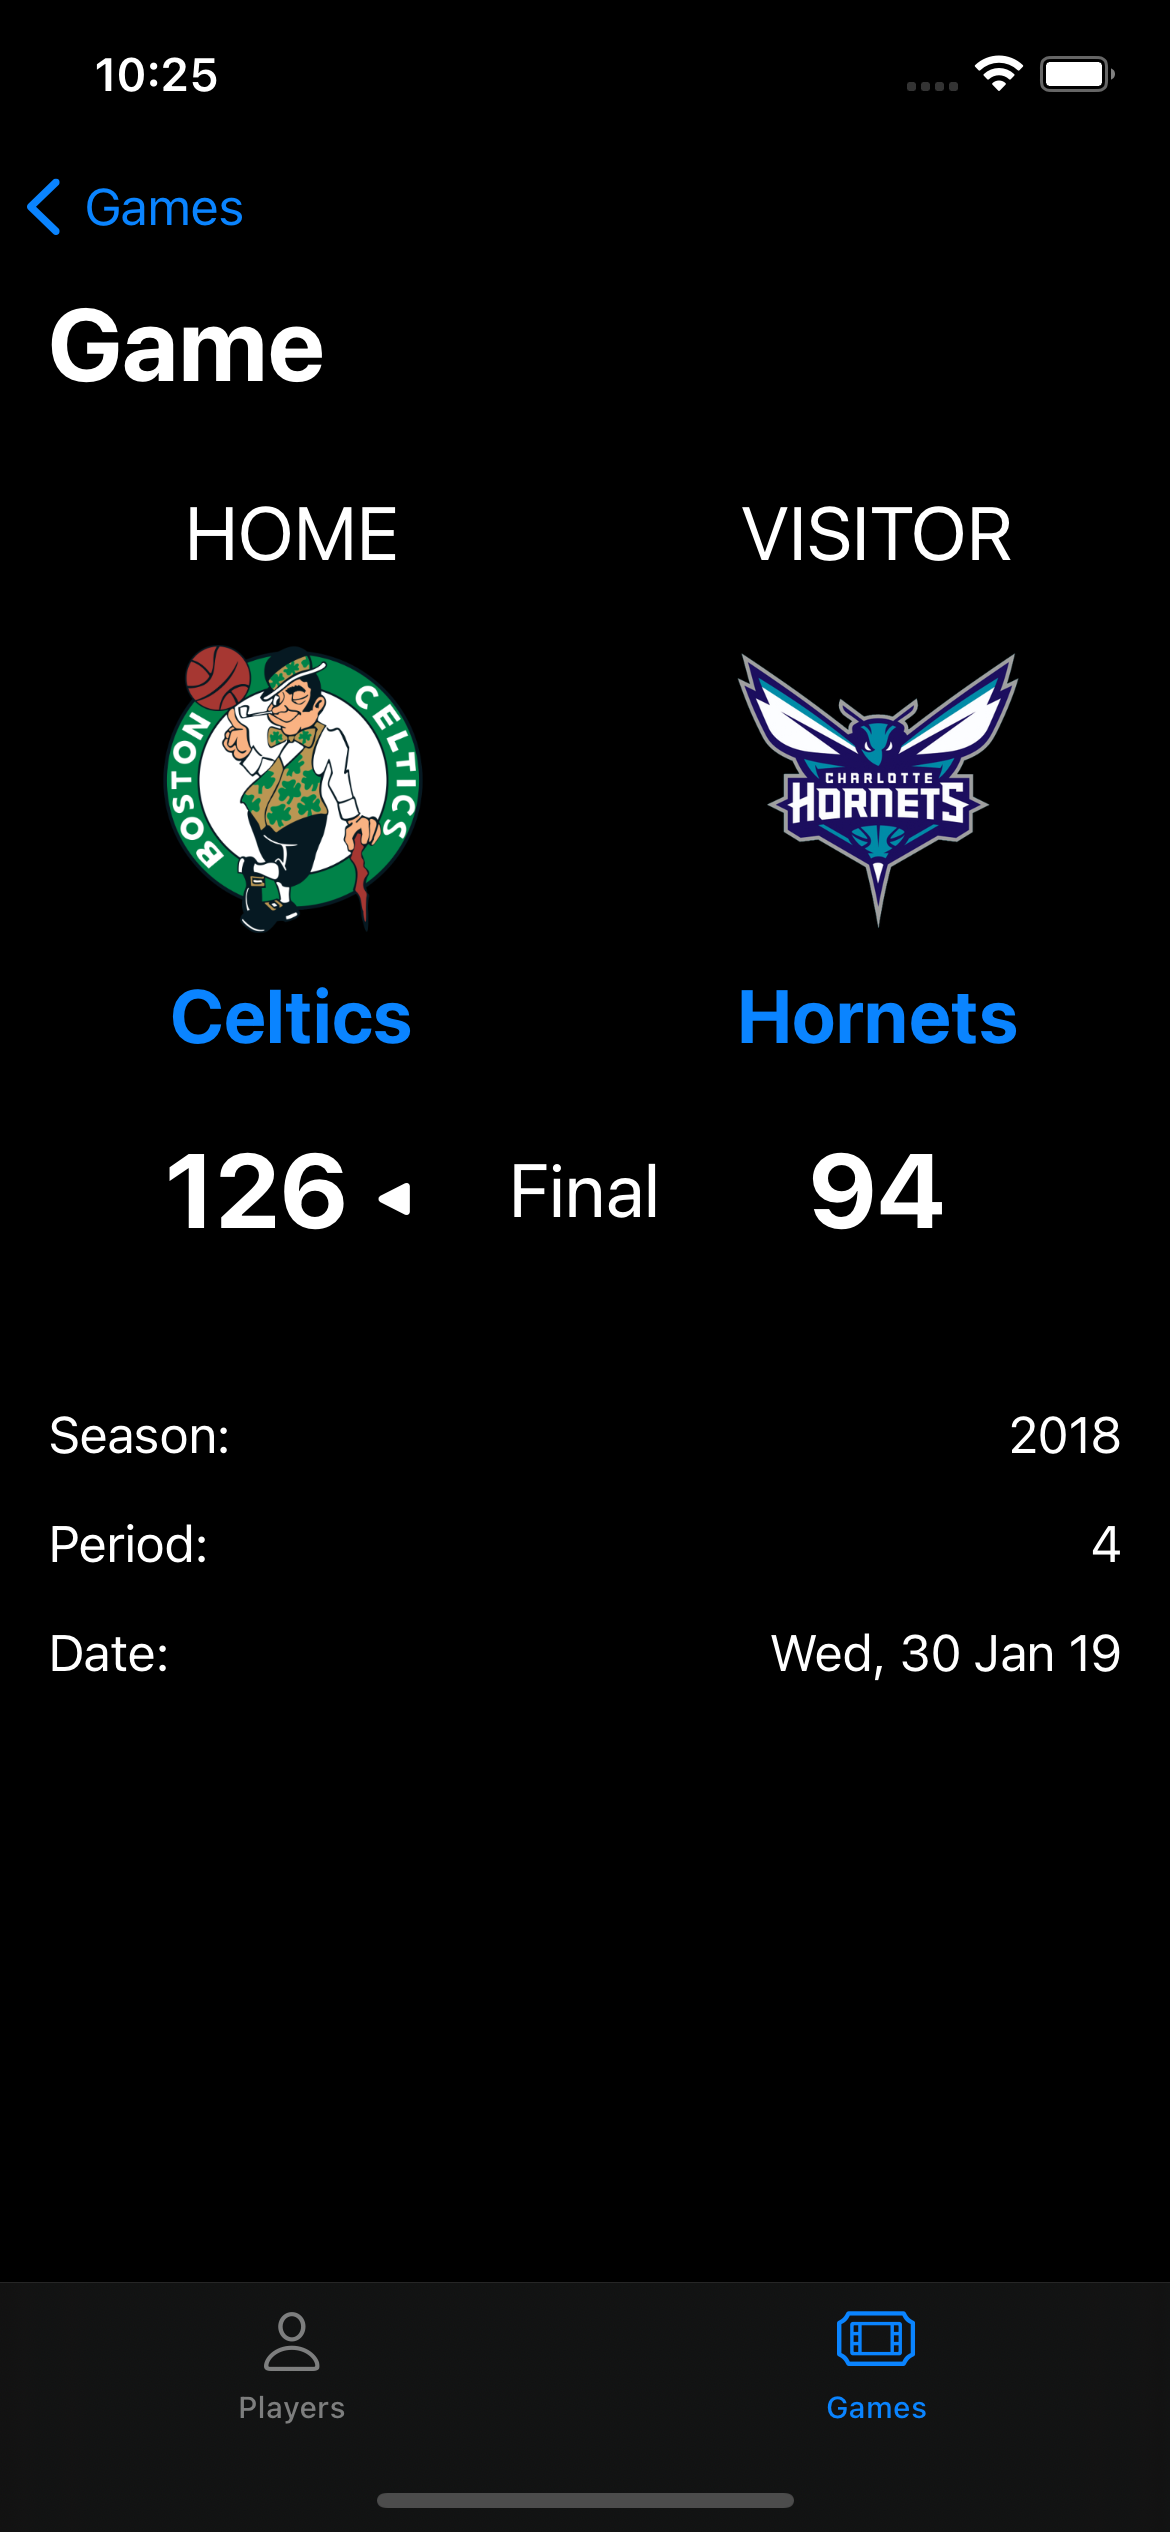 10:25
Games
Game
HOME VISITOR
BOSTON CELTICS
CHARLOTTE
HORNETS
Celtics Hornets
126 Final 94
Season: 2018
Period: 4
Date: Wed, 30 Jan 19
Players Games